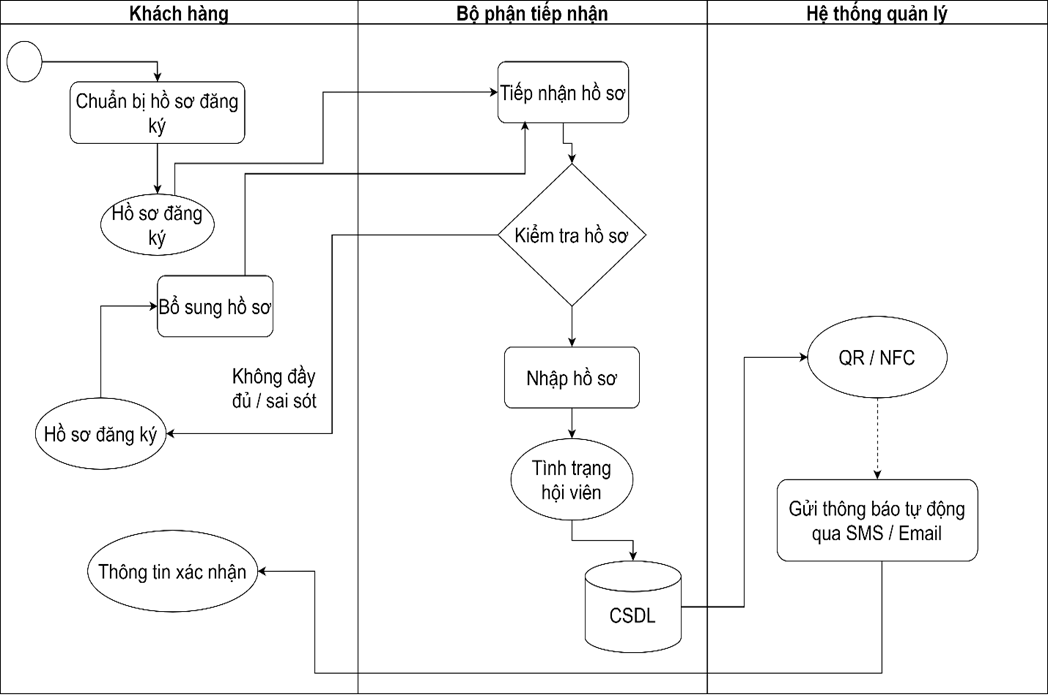 Khách hàng
Bộ phận tiếp nhận
Hệ thống quản lý
Chuẩn bị hồ sơ đăng
ký
Hồ sơ đăng
ký
Bổ sung hồ sơ
Không đầy
đủ / sai sót
Hồ sơ đăng ký
Thông tin xác nhận
Tiếp nhận hồ sơ
Kiểm tra hồ sơ
Nhập hồ sơ
Tình trạng
hội viên
CSDL
QR / NFC
Gửi thông báo tự động
qua SMS / Email